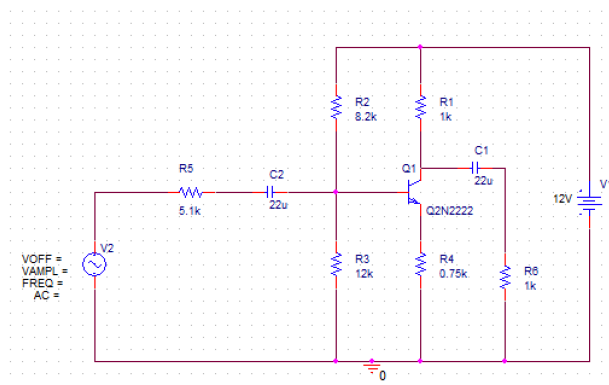 R2
8.2k
R1
1k
C1
22u
Q1
Q2N2222
R5
5.1k
C2
22u
12V
V2
VOFF =
VAMPL =
FREQ =
AC =
R3
12k
R4
0.75k
R6
1k
0